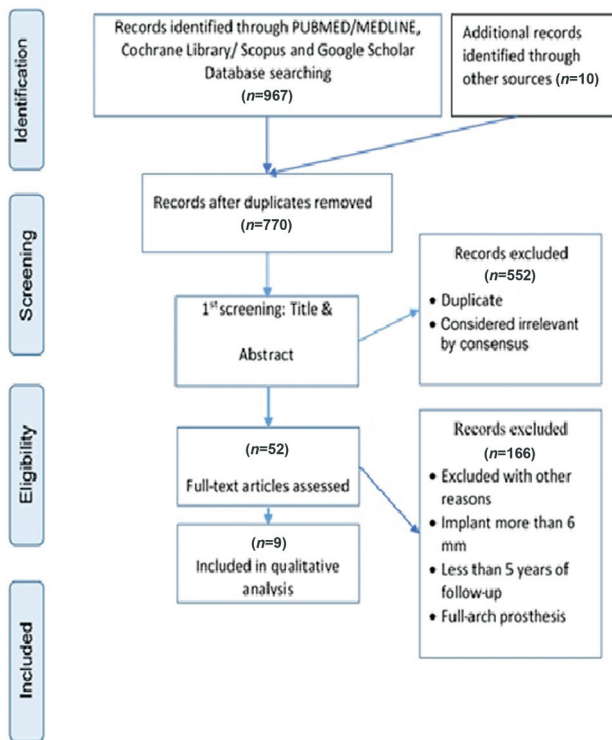 Identification
Records identified through PUBMED/MEDLINE,
Cochrane Library/ Scopus and Google Scholar
Database searching
(n=967)
Additional records
identified through
other sources (n=10)
Records after duplicates removed
(n=770)
Screening
1st screening: Title &
Abstract
Records excluded
(n=552)
• Duplicate
• Considered irrelevant
by consensus
Eligibility
(n=52)
Full-text articles assessed
Records excluded
(n=166)
• Excluded with other
reasons
• Implant more than 6
mm
• Less than 5 years of
follow-up
• Full-arch prosthesis
(n=9)
Included in qualitative
analysis
Included